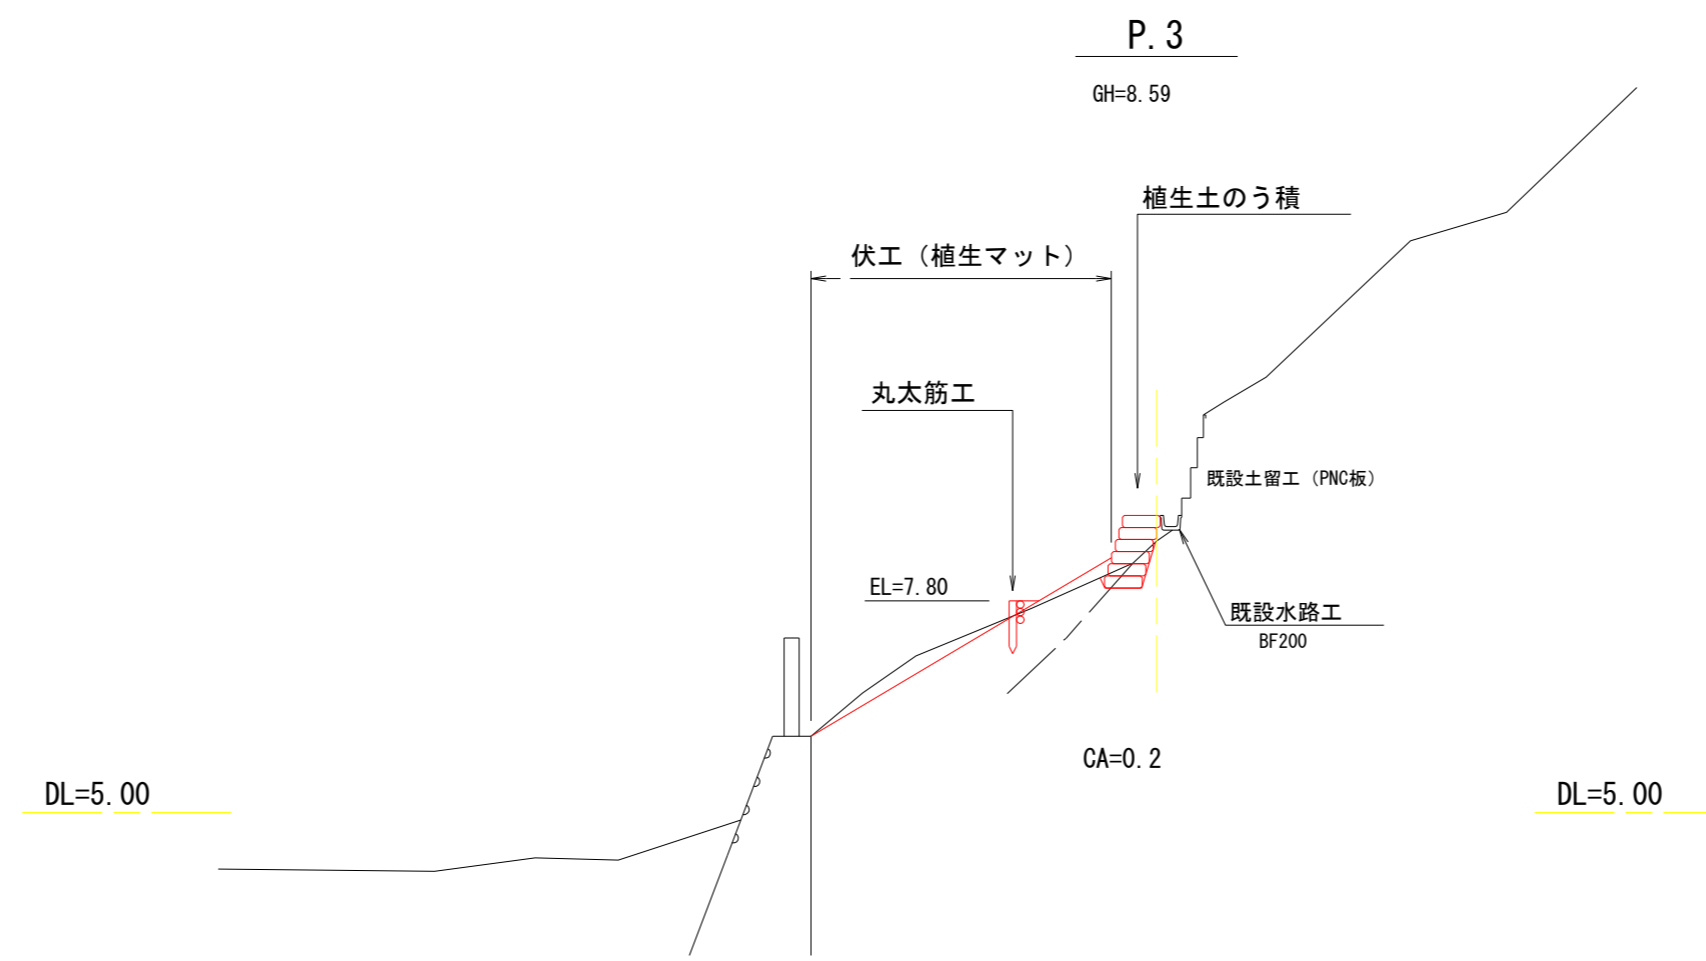 P.3
GH=8.59
植生土のう積
伏工（植生マット）
丸太筋工
既設土留工（PNC板）
EL=7.80
既設水路工
BF200
CA=0.2
DL=5.00
DL=5.00